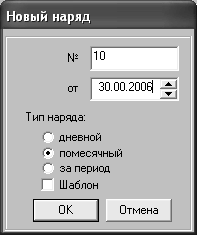 Новый наряд
№ 10
от 30.00.2006
Тип наряда:
дневной
помесячный
за период
Шаблон
OK Отмена